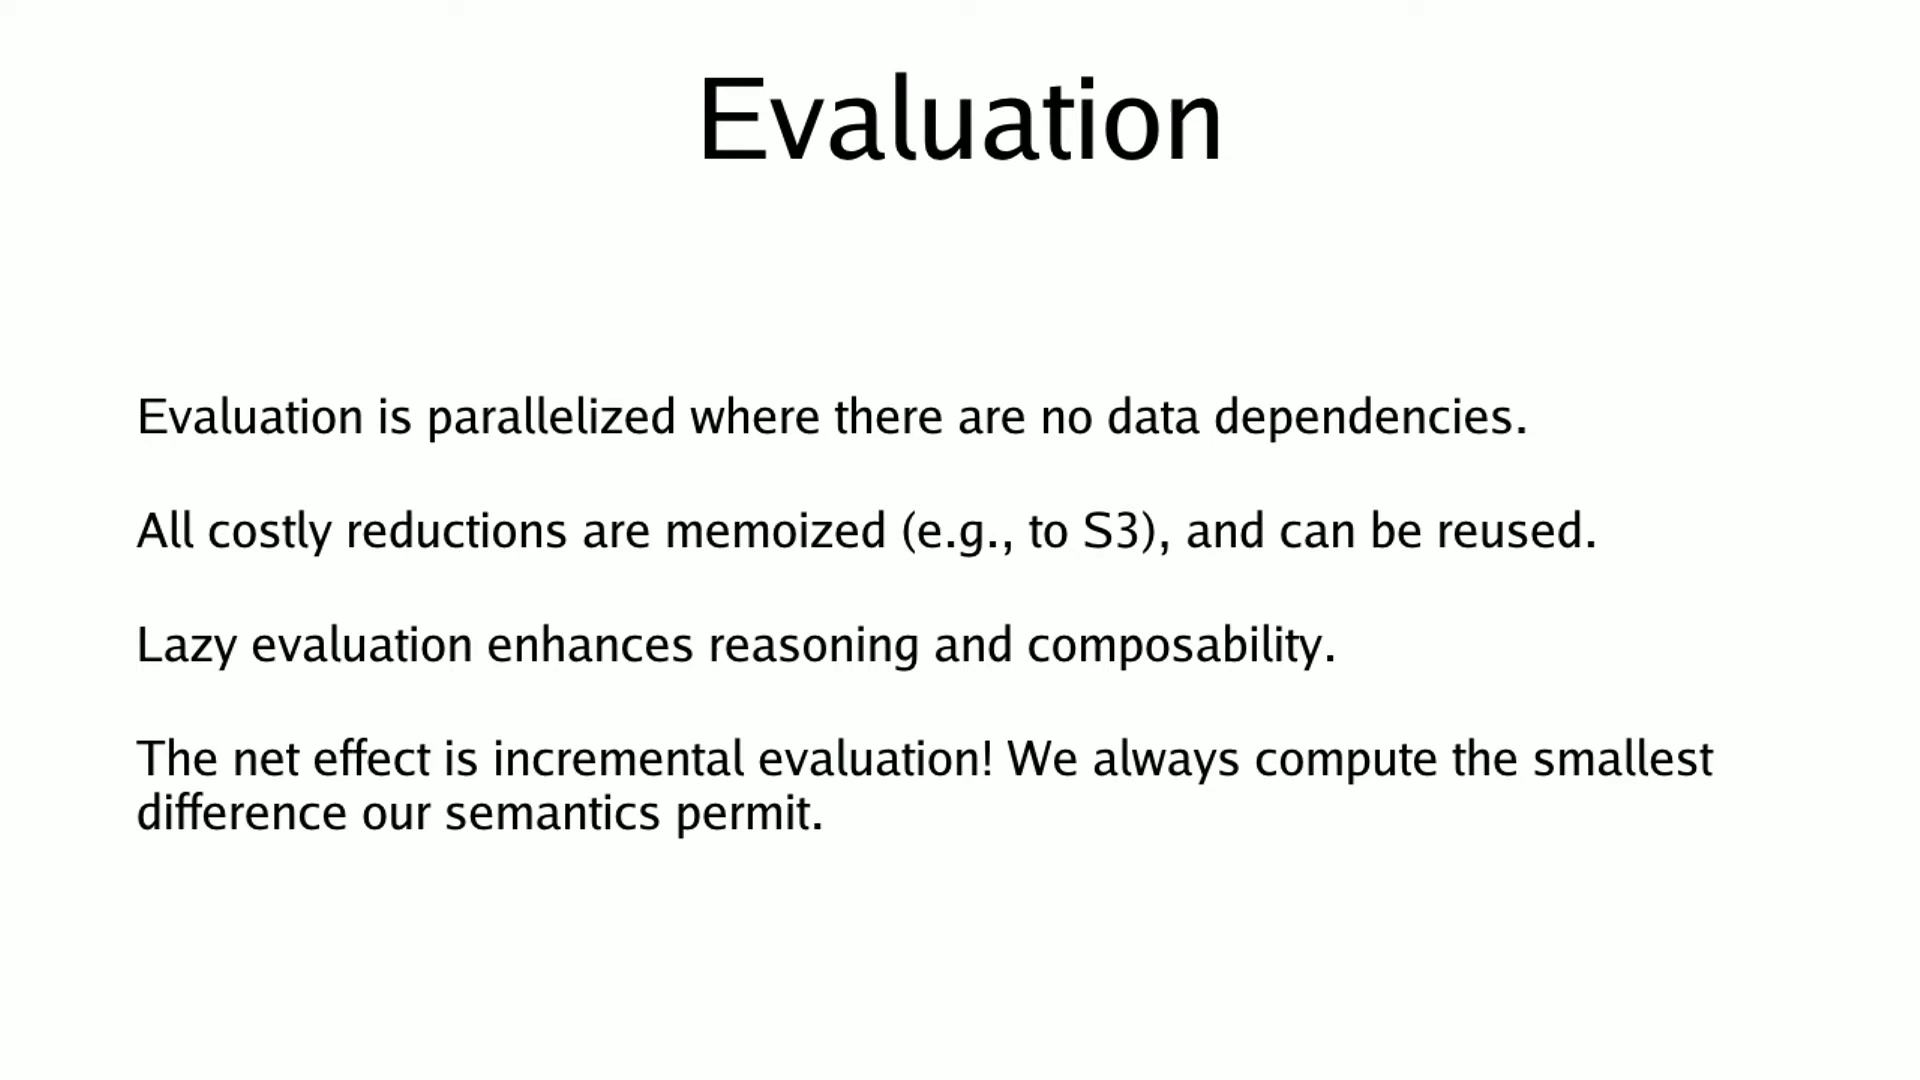 Evaluation
Evaluation is parallelized where there are no data dependencies.
All costly reductions are memoized (e.g., to S3), and can be reused.
Lazy evaluation enhances reasoning and composability.
The net effect is incremental evaluation! We always compute the smallest
difference our semantics permit.